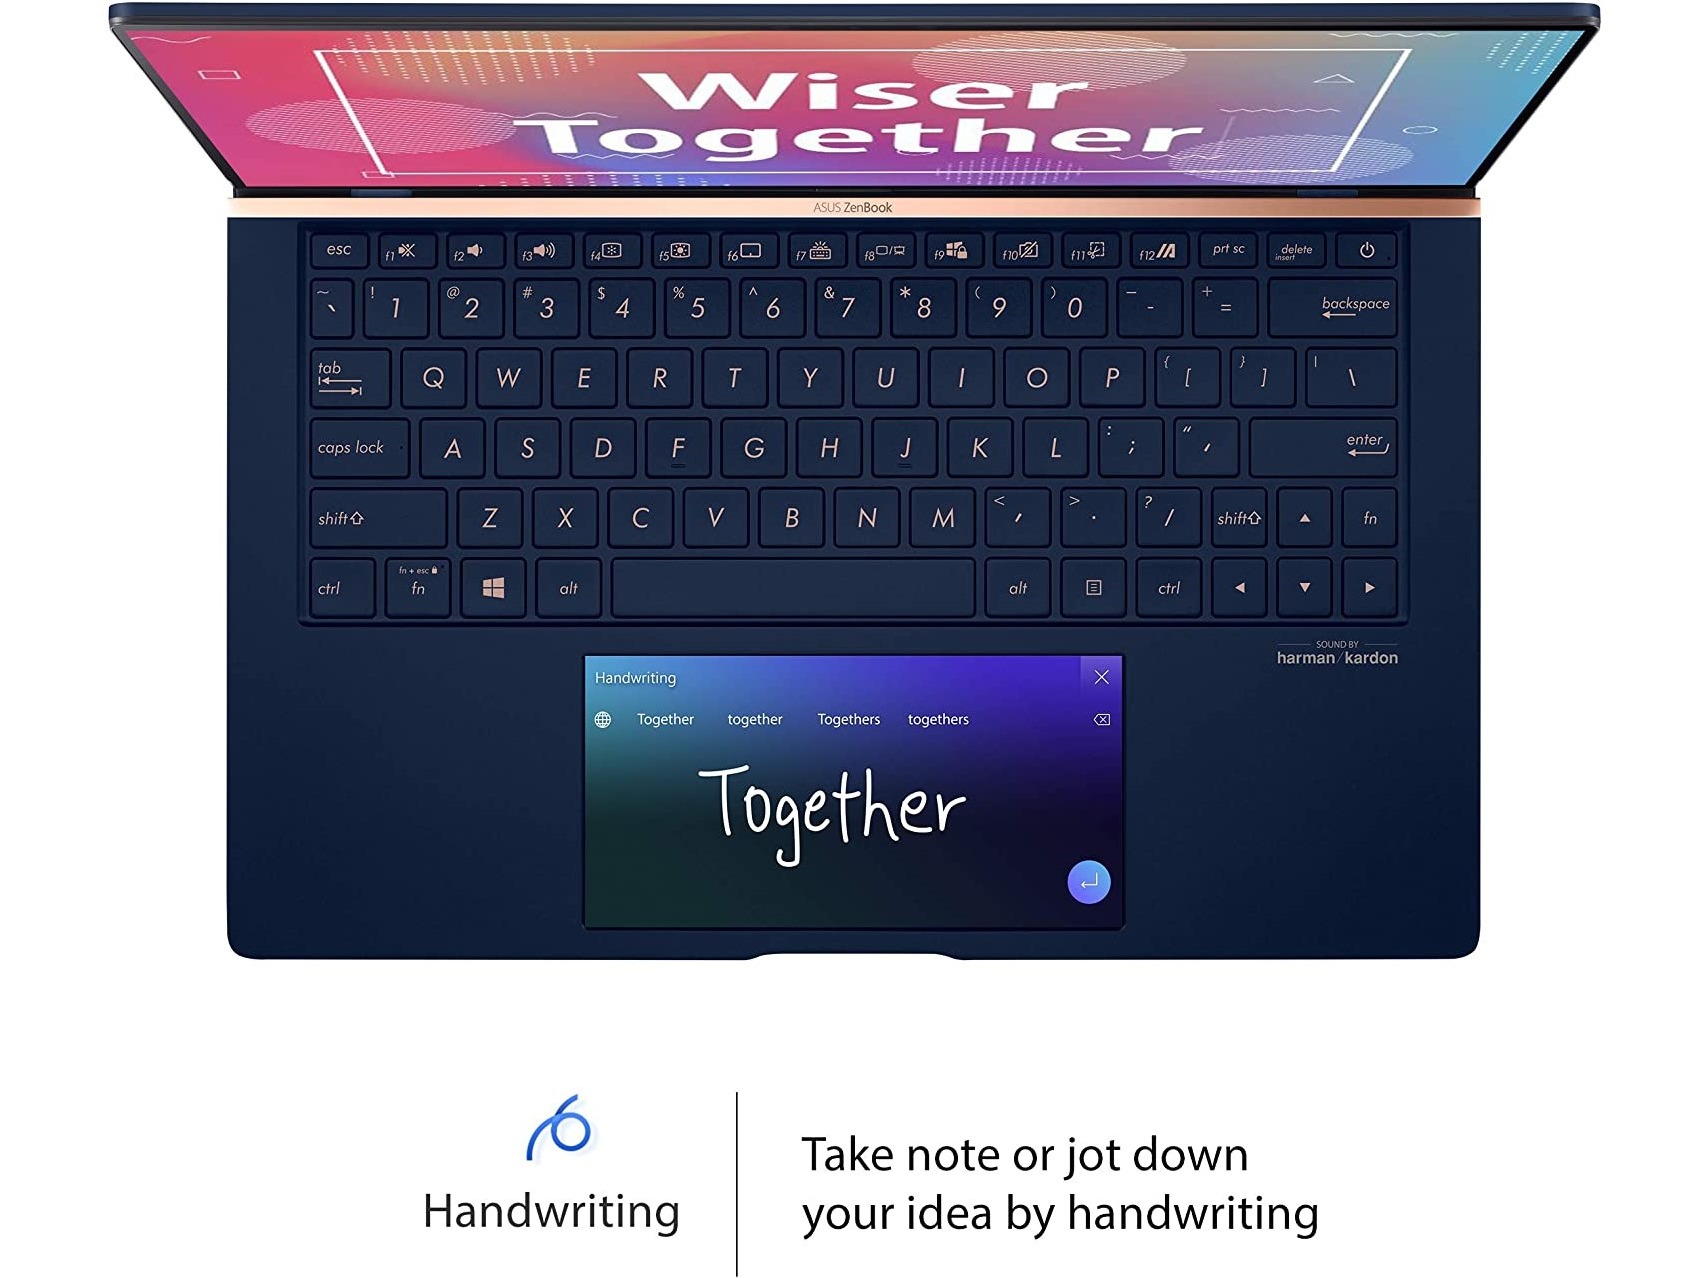 Wiser
Together
ASUS ZenBook
esc f1 f2 f3 f4 f5 f6 f7 f8 f9 f10 f11 f12 prt sc delete insert
~ ` ! 1 @ 2 # 3 $ 4 % 5 ^ 6 & 7 * 8 ( 9 ) 0 _ - + = backspace
tab Q W E R T Y U I O P { [ } ] | \
caps lock A S D F G H J K L : ; " ' enter
shift Z X C V B N M < , > . ? / shift fn
ctrl fn + esc fn alt alt ctrl
SOUND BY
harman/kardon
Handwriting
Together together Togethers togethers
Together
Handwriting
Take note or jot down
your idea by handwriting